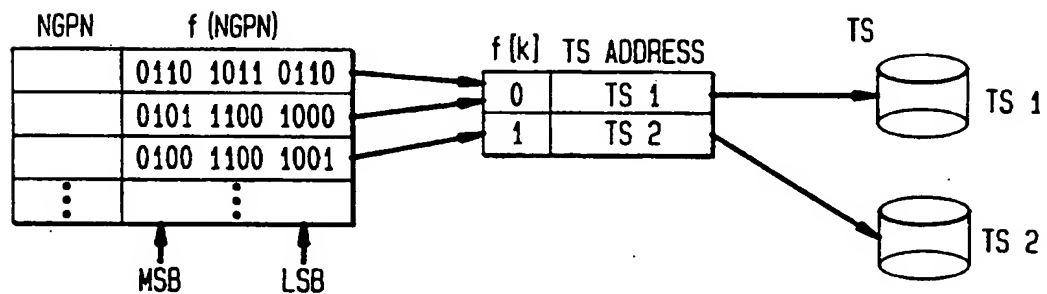 NGPN f (NGPN)
0110 1011 0110
0101 1100 1000
0100 1100 1001
MSB LSB
f [k] TS ADDRESS
0 TS 1
1 TS 2
TS
TS 1
TS 2